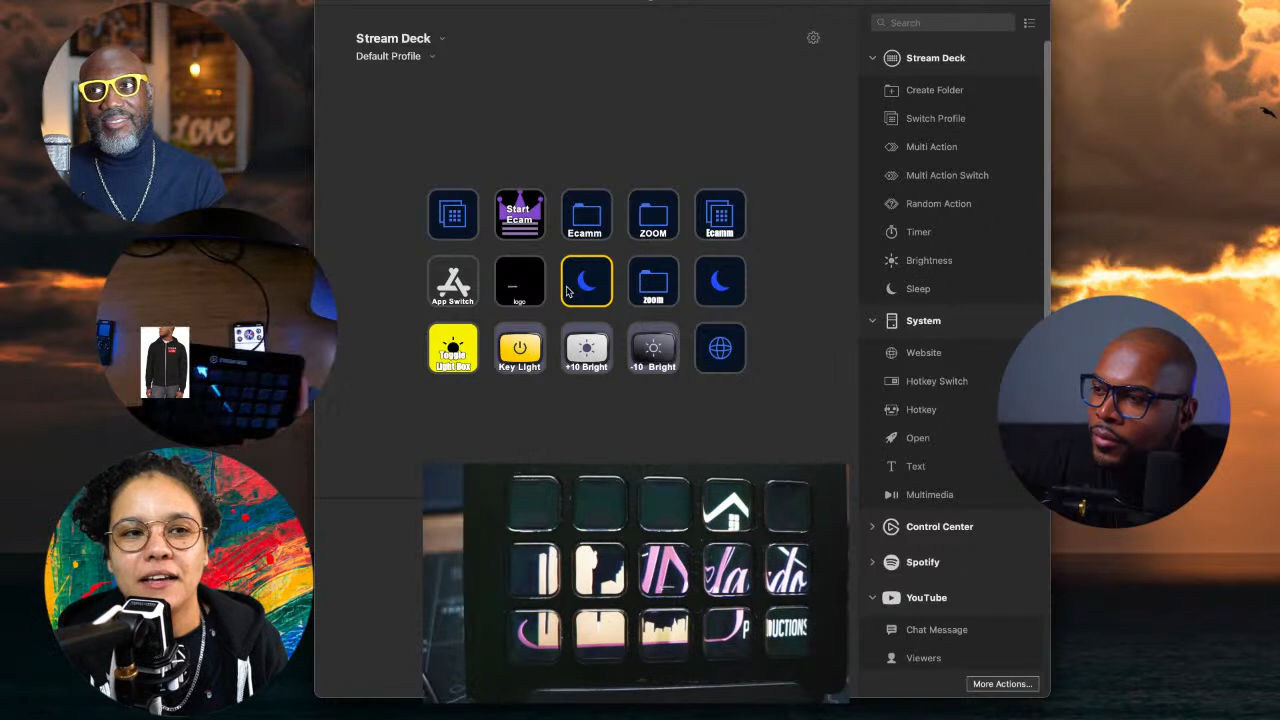 Stream Deck
Default Profile
Search
Stream Deck
Create Folder
Switch Profile
Multi Action
Multi Action Switch
Random Action
Timer
Brightness
Sleep
System
Website
Hotkey Switch
Hotkey
Open
Text
Multimedia
Control Center
Spotify
YouTube
Chat Message
Viewers
More Actions...
Start
Ecam
Ecamm
ZOOM
Ecamm
App Switch
logo
zoom
Toggle
Light Box
Key Light
+10 Bright
-10 Bright
LOVE